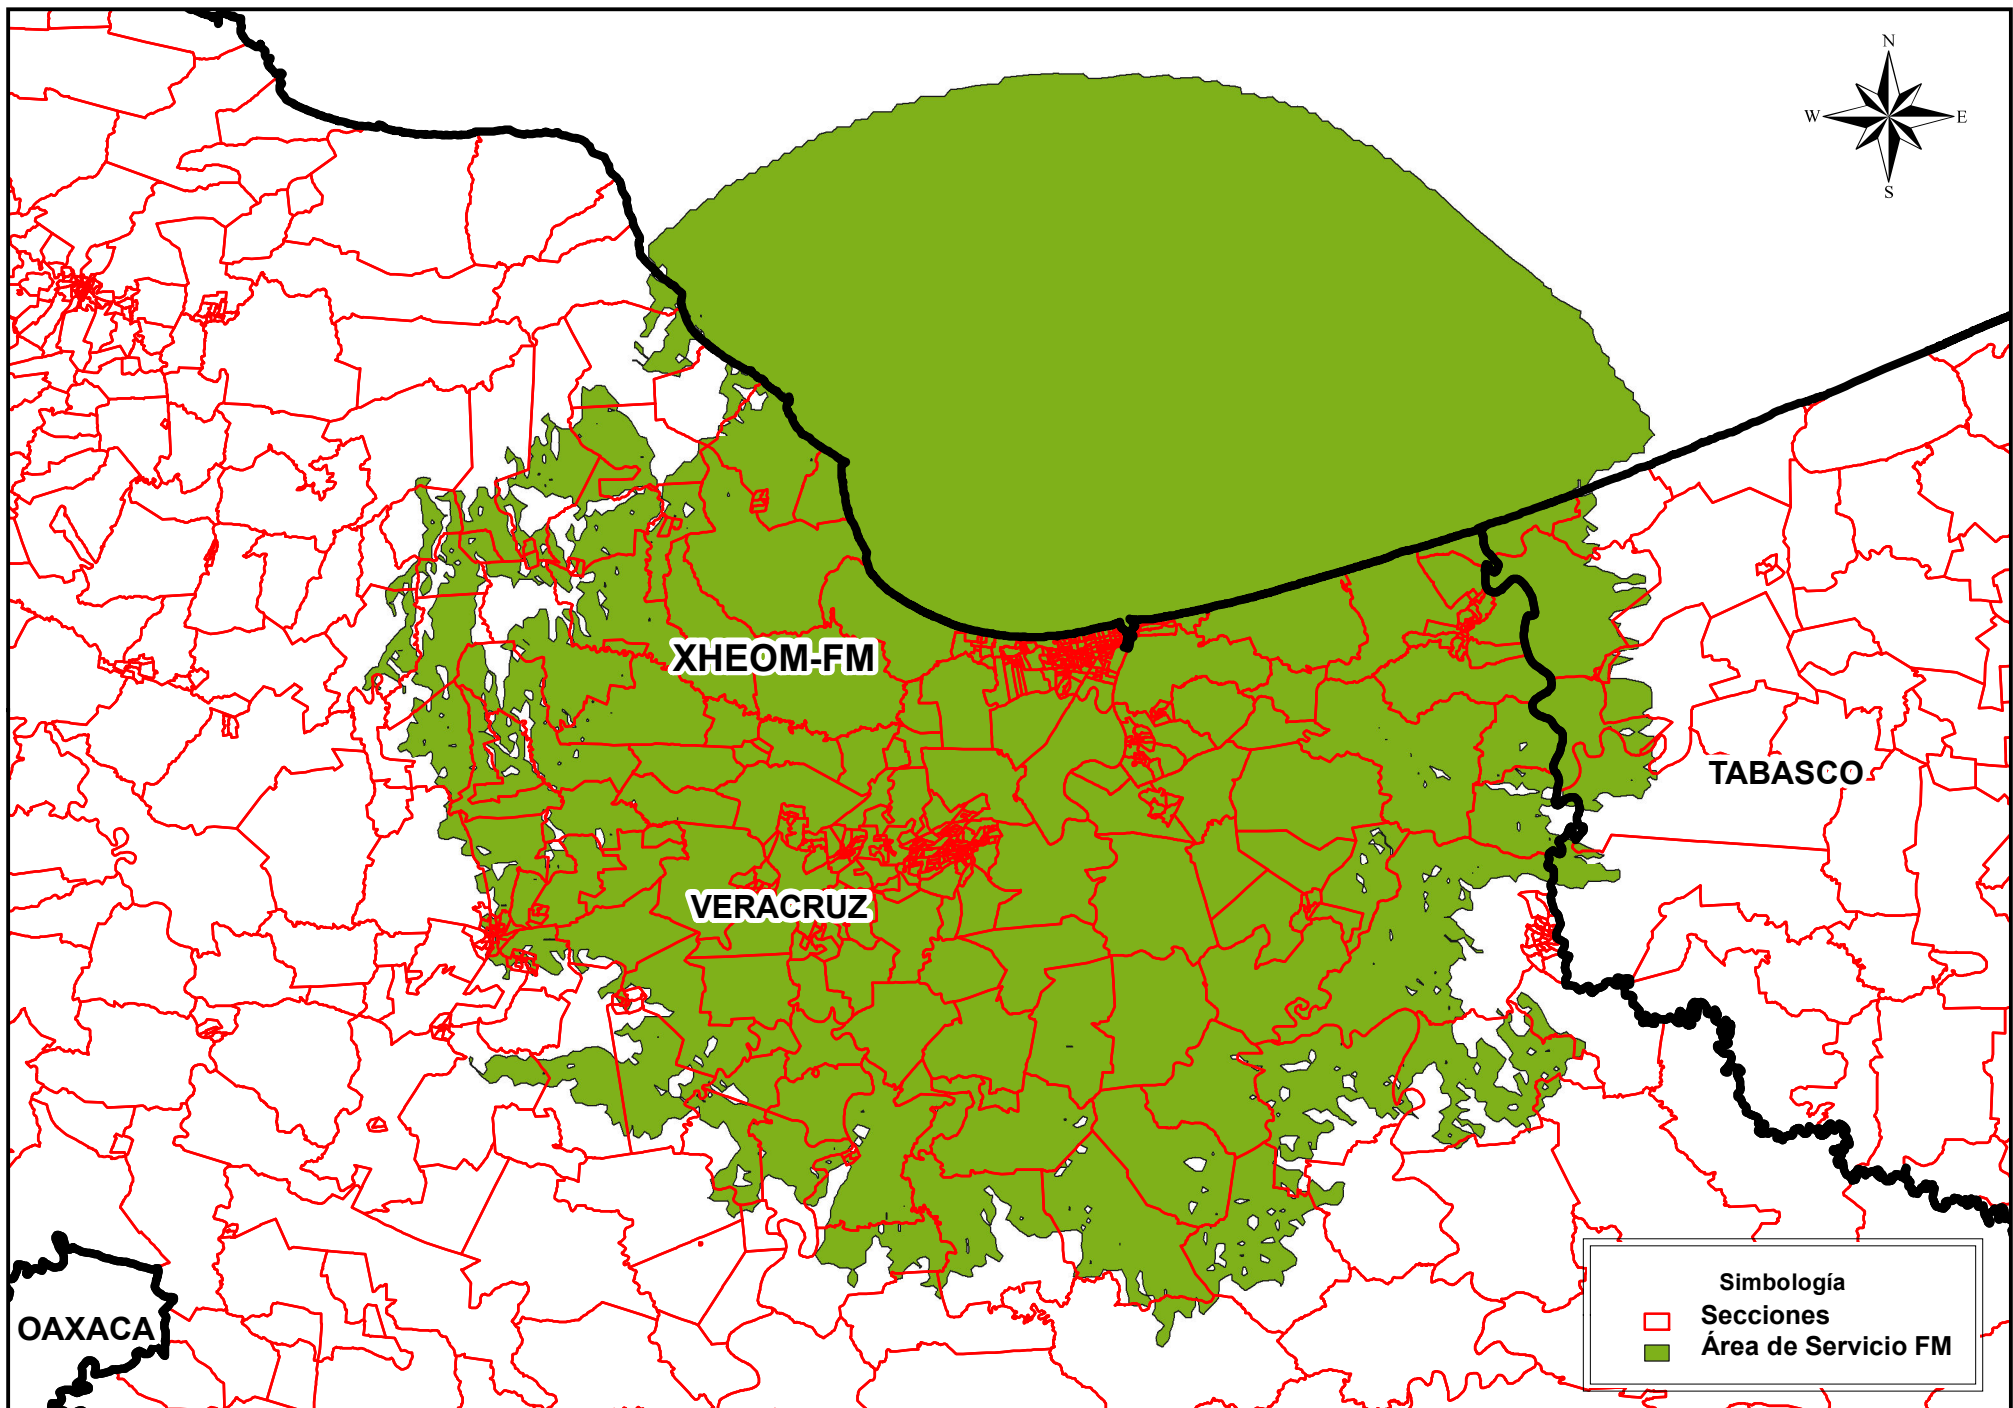 N
W E
S
XHEOM-FM
TABASCO
VERACRUZ
OAXACA
Simbología
Secciones
Área de Servicio FM